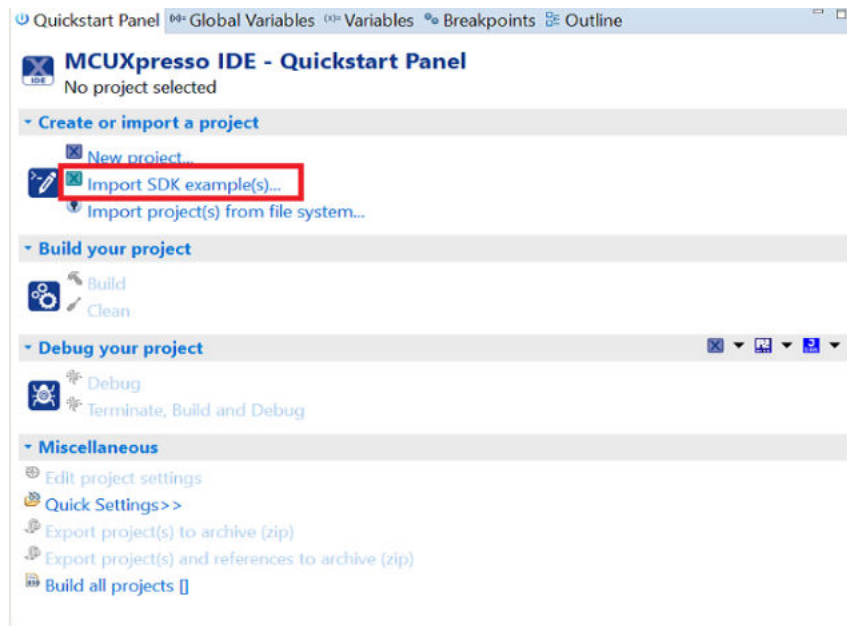 Quickstart Panel Global Variables Variables Breakpoints Outline
MCUXpresso IDE - Quickstart Panel
IDE
No project selected
Create or import a project
New project...
Import SDK example(s)...
Import project(s) from file system...
Build your project
Build
Clean
Debug your project
Debug
Terminate, Build and Debug
Miscellaneous
Edit project settings
Quick Settings>>
Export project(s) to archive (zip)
Export project(s) and references to archive (zip)
Build all projects []